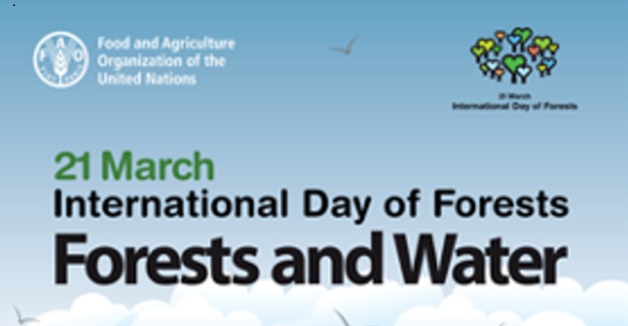 Food and Agriculture
Organization of the
United Nations
FAO
21 March
International Day of Forests
21 March
International Day of Forests
Forests and Water